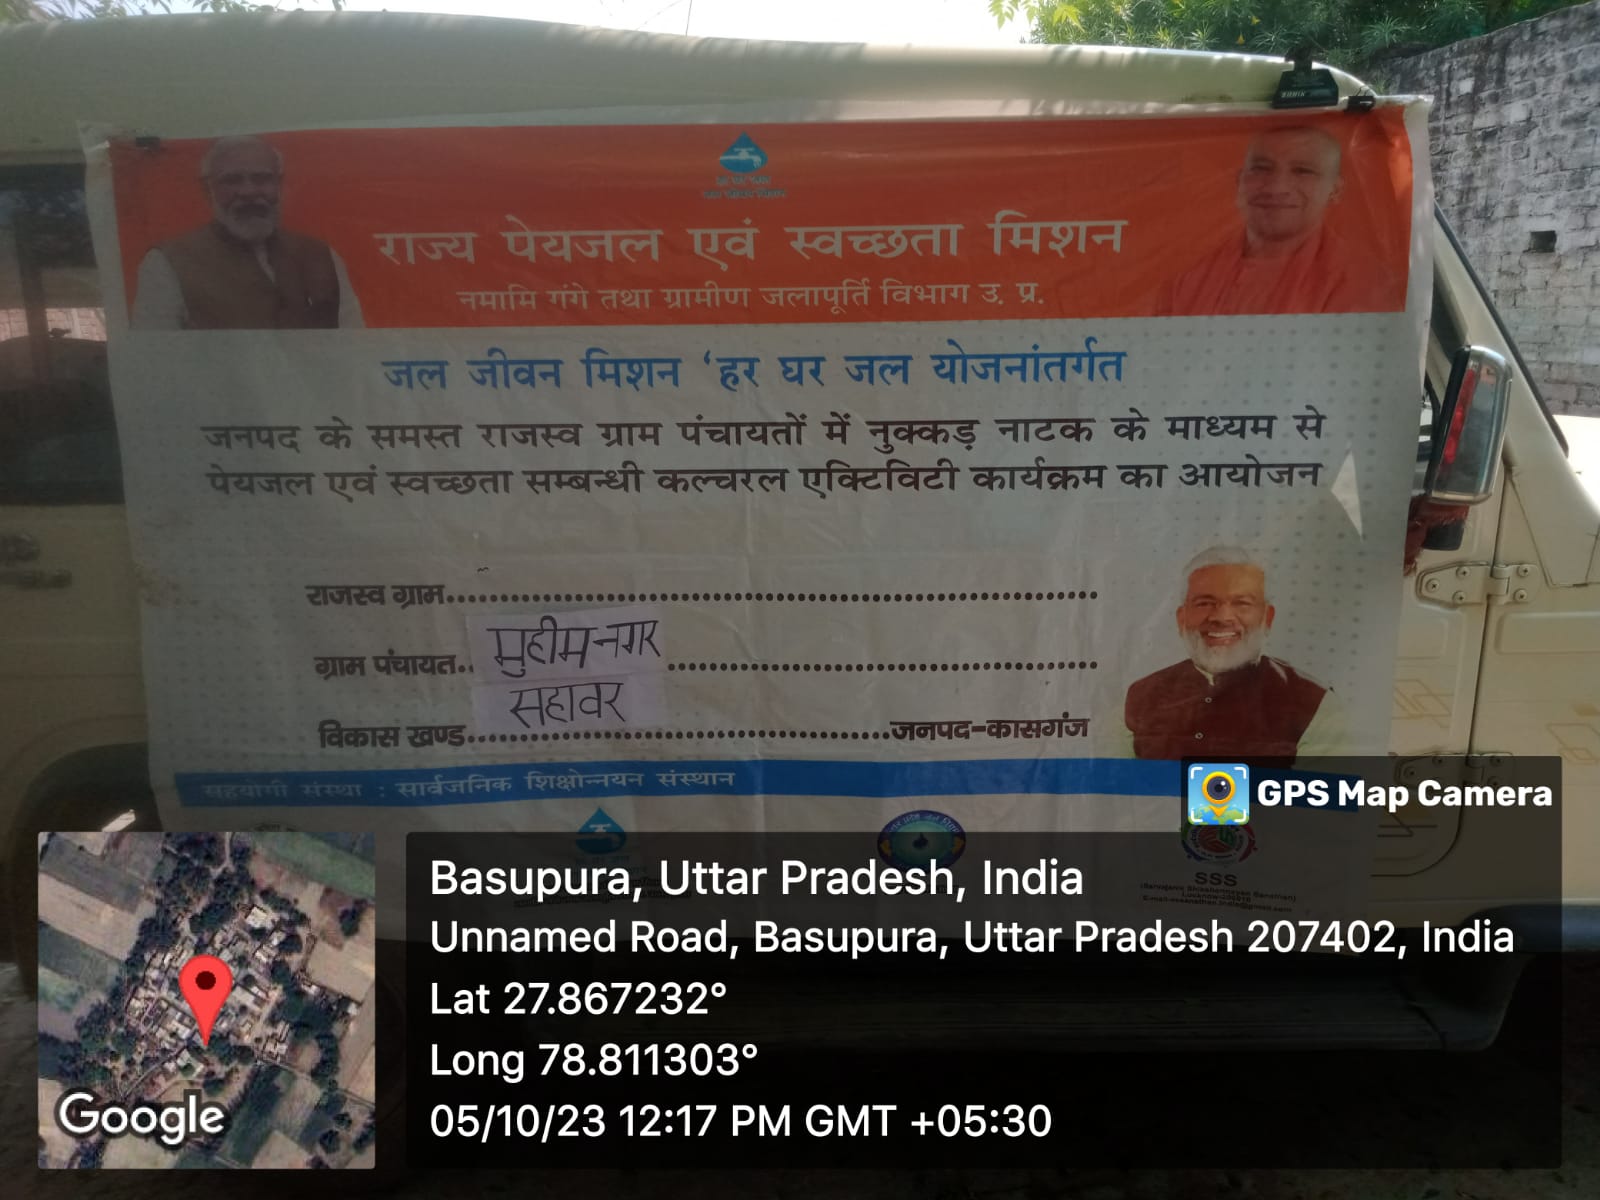 राज्य पेयजल एवं स्वच्छता मिशन
नमामि गंगे तथा ग्रामीण जलापूर्ति विभाग उ. प्र.
जल जीवन मिशन 'हर घर जल योजनांतर्गत
जनपद के समस्त राजस्व ग्राम पंचायतों में नुक्कड़ नाटक के माध्यम से
पेयजल एवं स्वच्छता सम्बन्धी कल्चरल एक्टिविटी कार्यक्रम का आयोजन
राजस्व ग्राम
ग्राम पंचायत.. मुहीमनगर
विकास खण्ड सहावर जनपद-कासगंज
सहयोगी संस्था : सार्वजनिक शिक्षोन्नयन संस्थान
SSS
GPS Map Camera
Basupura, Uttar Pradesh, India
Unnamed Road, Basupura, Uttar Pradesh 207402, India
Lat 27.867232°
Long 78.811303°
05/10/23 12:17 PM GMT +05:30
Google